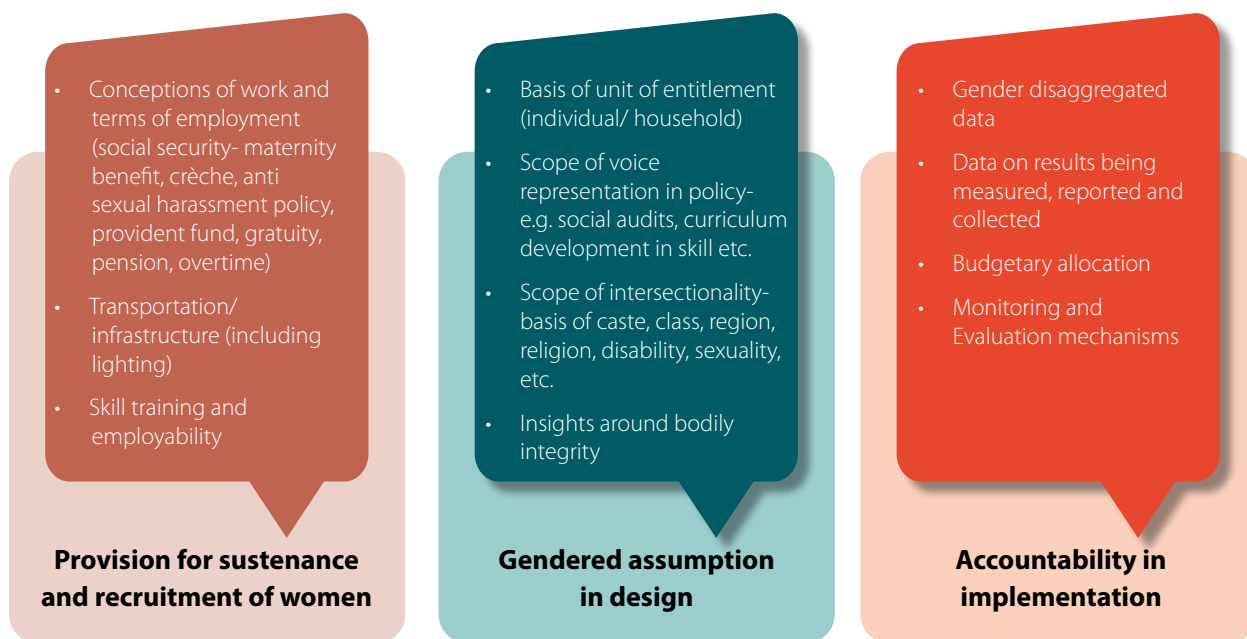 • Conceptions of work and
terms of employment
(social security- maternity
benefit, crèche, anti
sexual harassment policy,
provident fund, gratuity,
pension, overtime)
• Transportation/
infrastructure (including
lighting)
• Skill training and
employability
Provision for sustenance
and recruitment of women
• Basis of unit of entitlement
(individual/ household)
• Scope of voice
representation in policy-
e.g. social audits, curriculum
development in skill etc.
• Scope of intersectionality-
basis of caste, class, region,
religion, disability, sexuality,
etc.
• Insights around bodily
integrity
Gendered assumption
in design
• Gender disaggregated
data
• Data on results being
measured, reported and
collected
• Budgetary allocation
• Monitoring and
Evaluation mechanisms
Accountability in
implementation